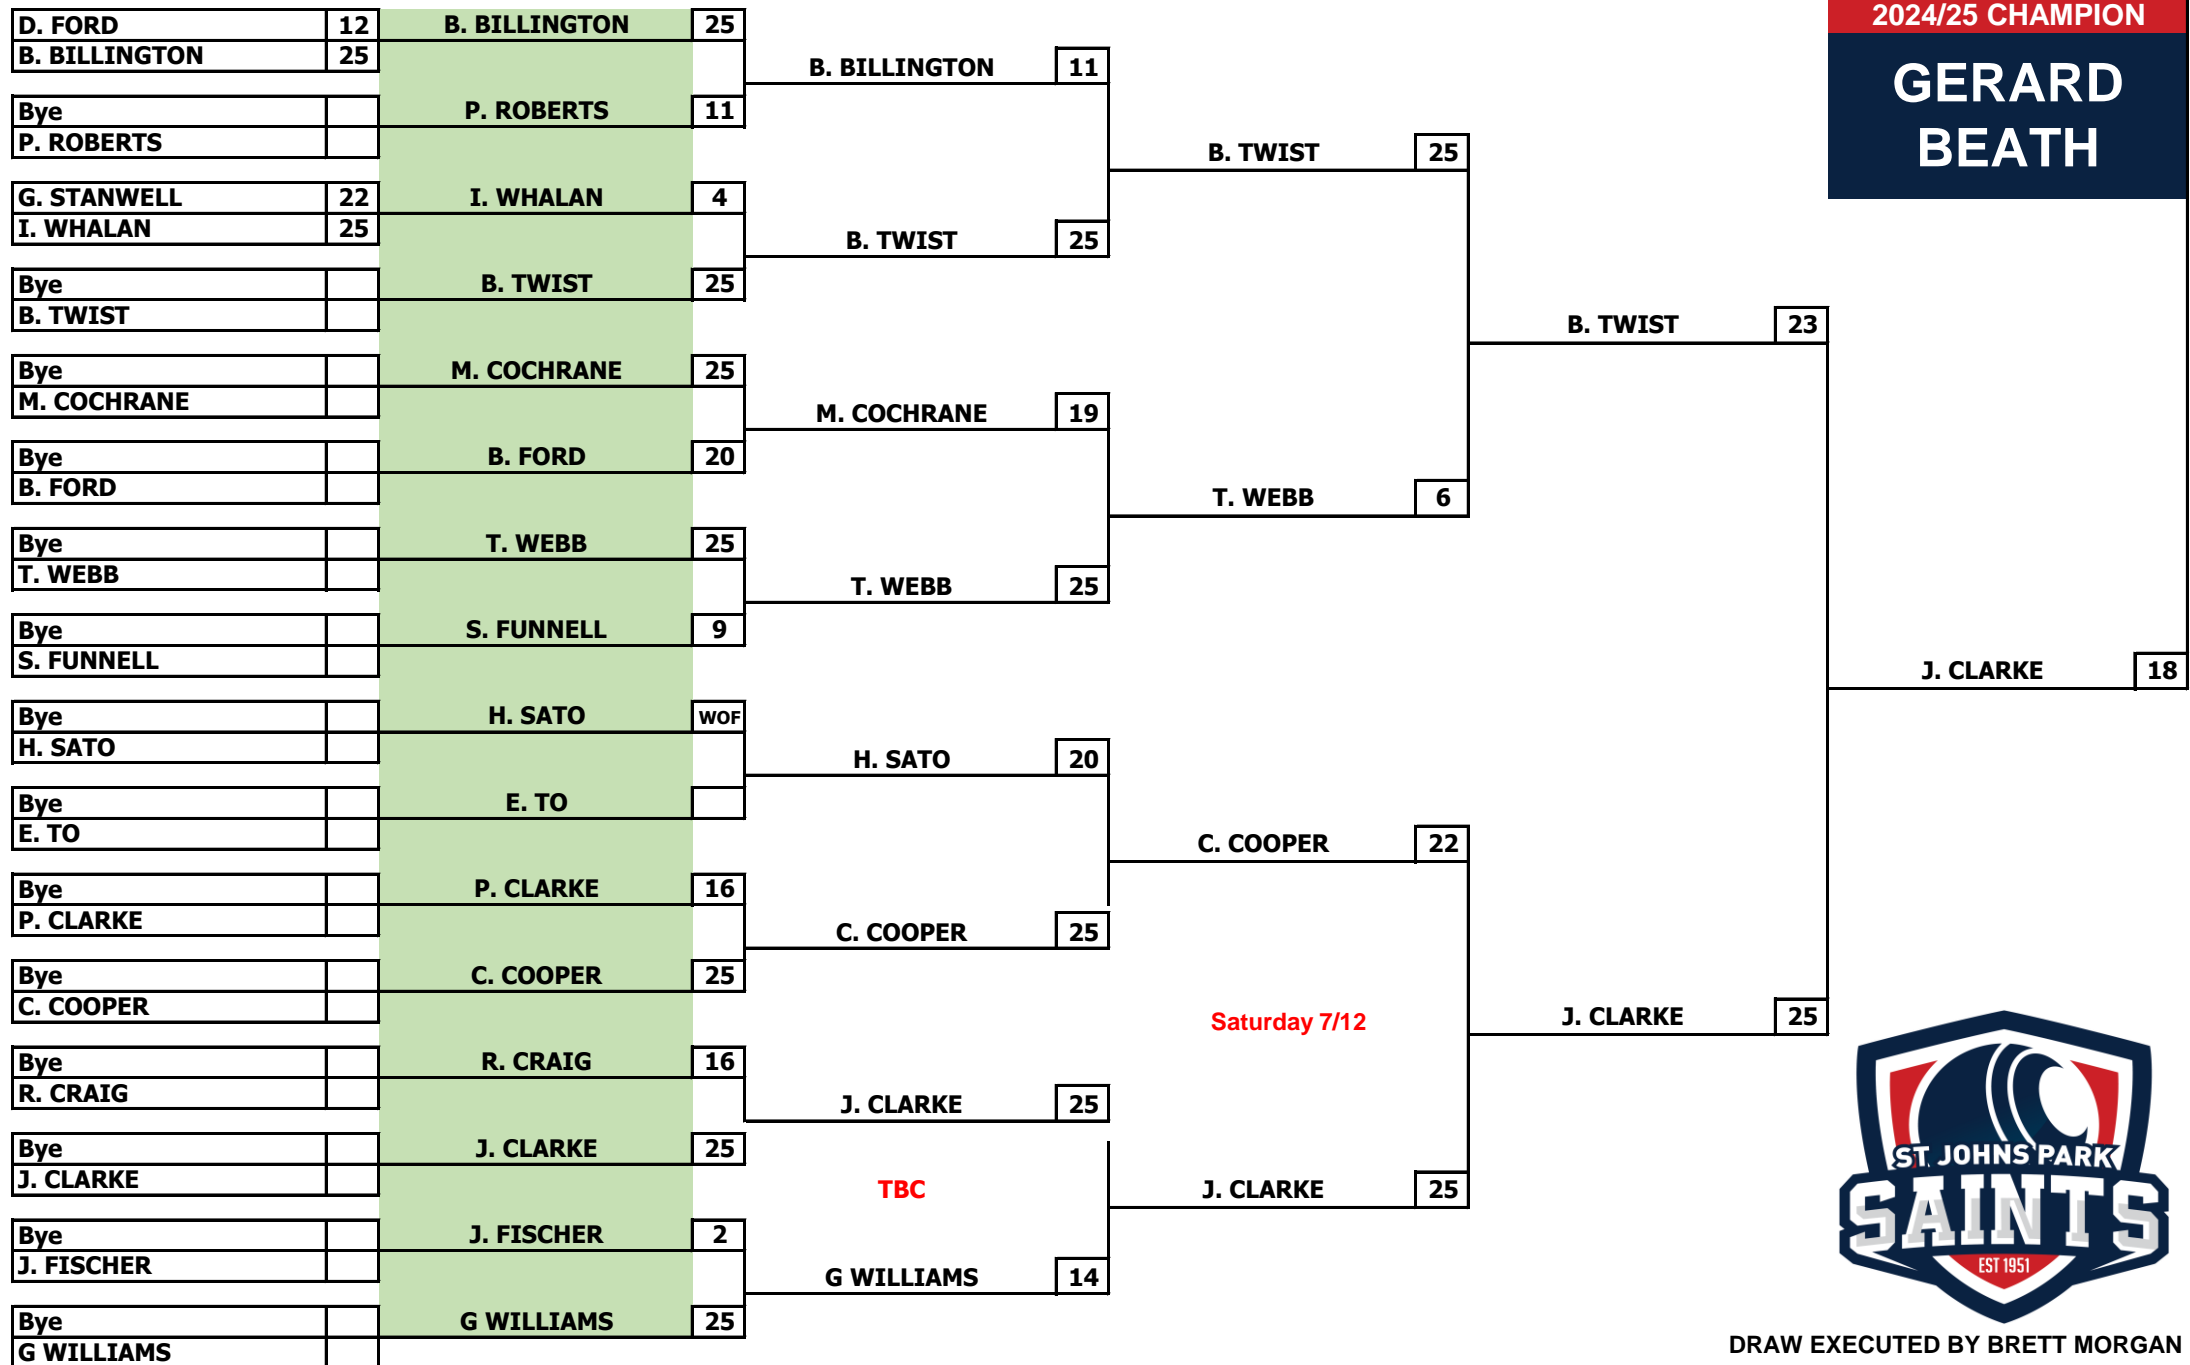 D. FORD 12
B. BILLINGTON 25
Bye
P. ROBERTS
G. STANWELL 22
I. WHALAN 25
Bye
B. TWIST
Bye
M. COCHRANE
Bye
B. FORD
Bye
T. WEBB
Bye
S. FUNNELL
Bye
H. SATO
Bye
E. TO
Bye
P. CLARKE
Bye
C. COOPER
Bye
R. CRAIG
Bye
J. CLARKE
Bye
J. FISCHER
Bye
G WILLIAMS
B. BILLINGTON 25
P. ROBERTS 11
I. WHALAN 4
B. TWIST 25
M. COCHRANE 25
B. FORD 20
T. WEBB 25
S. FUNNELL 9
H. SATO WOF
E. TO
P. CLARKE 16
C. COOPER 25
R. CRAIG 16
J. CLARKE 25
J. FISCHER 2
G WILLIAMS 25
B. BILLINGTON 11
B. TWIST 25
M. COCHRANE 19
T. WEBB 25
H. SATO 20
C. COOPER 25
J. CLARKE 25
TBC
G WILLIAMS 14
B. TWIST 25
T. WEBB 6
C. COOPER 22
Saturday 7/12
J. CLARKE 25
B. TWIST 23
J. CLARKE 25
2024/25 CHAMPION
GERARD
BEATH
J. CLARKE 18
ST JOHNS PARK
SAINTS
EST 1951
DRAW EXECUTED BY BRETT MORGAN